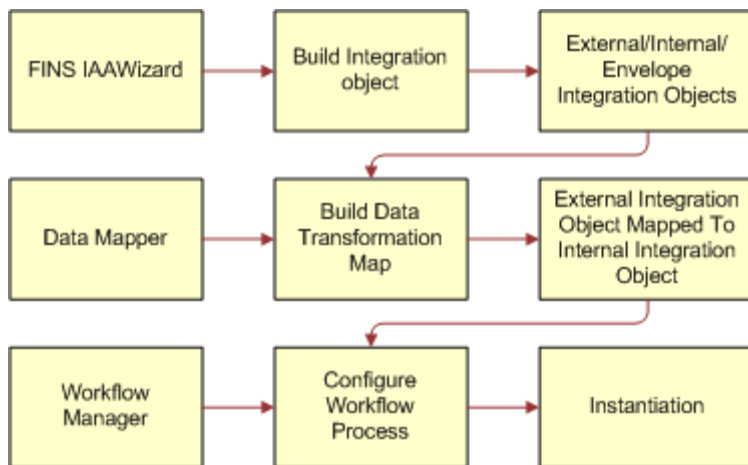 FINS IAAWizard
Build Integration
object
External/Internal/
Envelope
Integration Objects
Data Mapper
Build Data
Transformation
Map
External Integration
Object Mapped To
Internal Integration
Object
Workflow
Manager
Configure
Workflow
Process
Instantiation